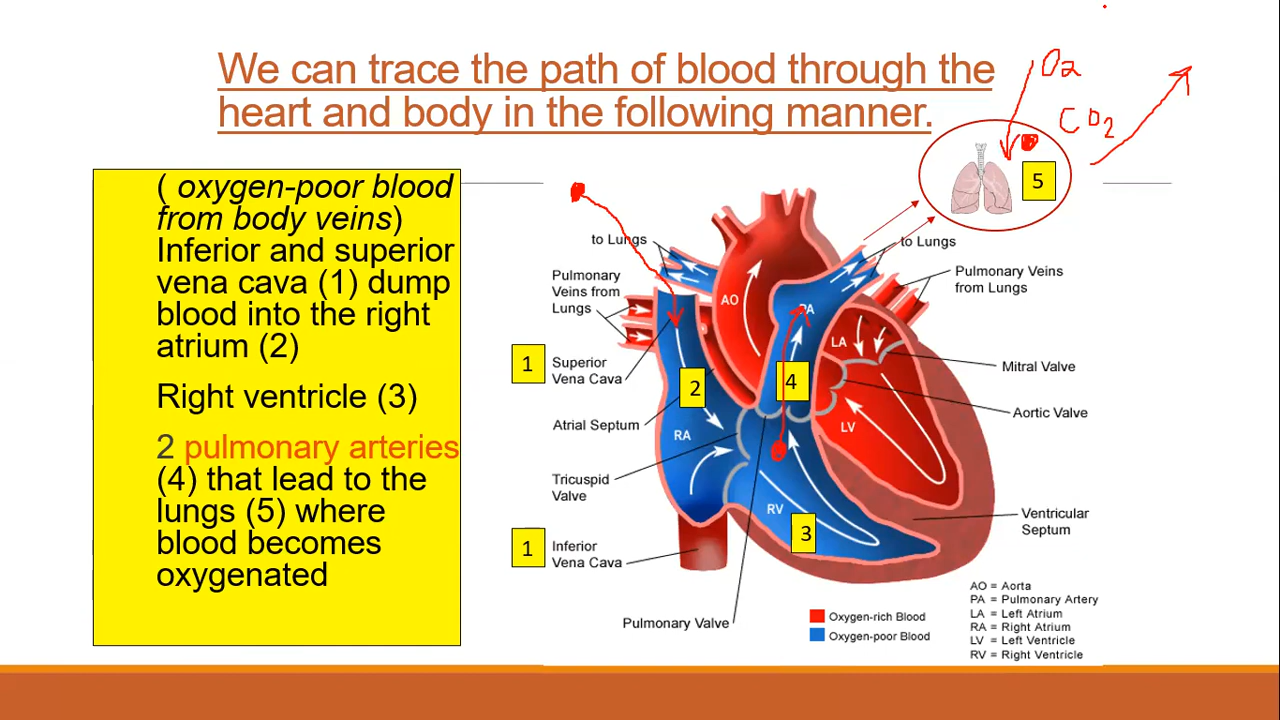 We can trace the path of blood through the
heart and body in the following manner.
( oxygen-poor blood
from body veins)
Inferior and superior
vena cava (1) dump
blood into the right
atrium (2)
Right ventricle (3)
2 pulmonary arteries
(4) that lead to the
lungs (5) where
blood becomes
oxygenated
O2
CO2
5
to Lungs
to Lungs
Pulmonary
Veins from
Lungs
Pulmonary Veins
from Lungs
AO
PA
LA
1
Superior
Vena Cava
2
4
Mitral Valve
Aortic Valve
Atrial Septum
RA
LV
Tricuspid
Valve
RV
3
Ventricular
Septum
1
Inferior
Vena Cava
Pulmonary Valve
Oxygen-rich Blood
Oxygen-poor Blood
AO = Aorta
PA = Pulmonary Artery
LA = Left Atrium
RA = Right Atrium
LV = Left Ventricle
RV = Right Ventricle